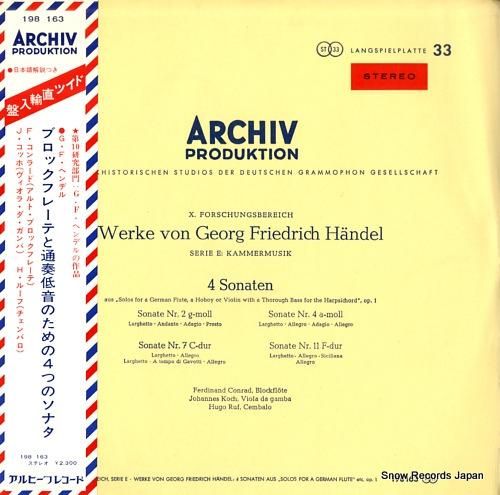 198 163
ARCHIV
PRODUKTION
●日本語解説つき
盤入輸直ツイド
★第10研究部門:G・F・ヘンデルの作品
●G・F・ヘンデル
ブロックフレーテと通奏低音のための4つのソナタ
F・コンラード(アルト・ブロックフレーテ)
J・コッホ(ヴィオラ・ダ・ガンバ) H・ルーフ(チェンバロ)
198 163
ステレオ ¥2,300
アルヒーフレコード
ST 33
LANGSPIELPLATTE 33
STEREO
ARCHIV
PRODUKTION
HISTORISCHEN STUDIOS DER DEUTSCHEN GRAMMOPHON GESELLSCHAFT
X. FORSCHUNGSBEREICH
Werke von Georg Friedrich Händel
SERIE E: KAMMERMUSIK
4 Sonaten
aus „Solos for a German Flute, a Hoboy or Violin with a Thorough Bass for the Harpsichord", op. 1
Sonate Nr. 2 g-moll
Larghetto - Andante - Adagio - Presto
Sonate Nr. 4 a-moll
Larghetto - Allegro - Adagio - Allegro
Sonate Nr. 7 C-dur
Larghetto - Allegro
Larghetto - A tempo di Gavotti - Allegro
Sonate Nr. 11 F-dur
Larghetto - Allegro - Siciliana
Allegro
Ferdinand Conrad, Blockflöte
Johannes Koch, Viola da gamba
Hugo Ruf, Cembalo
REICH, SERIE E - WERKE VON GEORG FRIEDRICH HÄNDEL: 4 SONATEN AUS „SOLOS FOR A GERMAN FLUTE" etc, op. 1
198163
Snow Records Japan